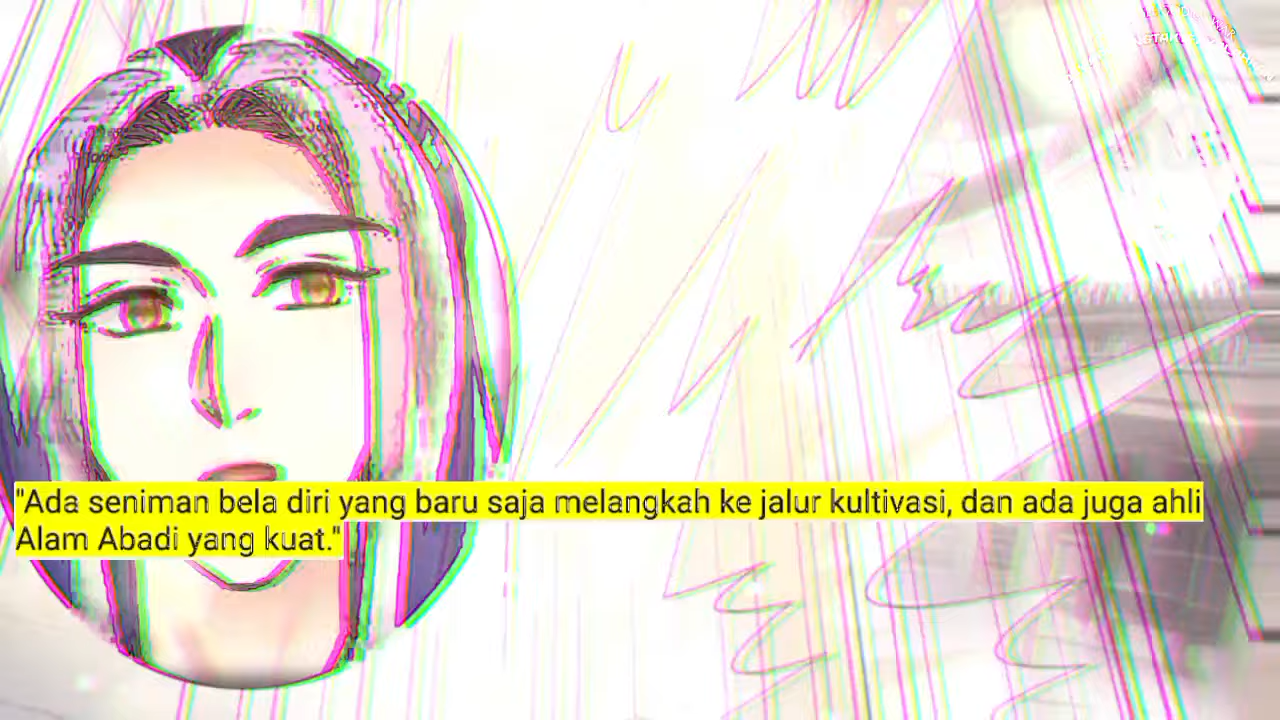 "Ada seniman bela diri yang baru saja melangkah ke jalur kultivasi, dan ada juga ahli
Alam Abadi yang kuat."